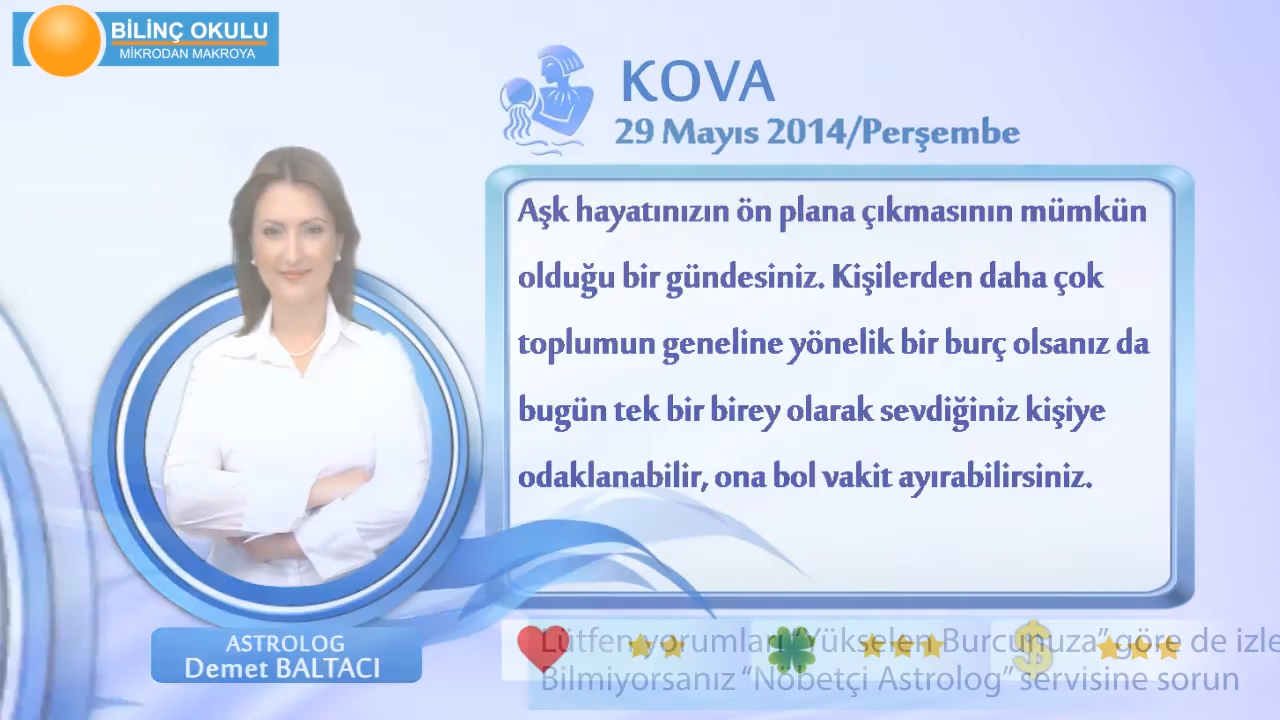 BİLİNÇ OKULU
MİKRODAN MAKROYA
KOVA
29 Mayıs 2014/Perşembe
Aşk hayatınızın ön plana çıkmasının mümkün
olduğu bir gündesiniz. Kişilerden daha çok
toplumun geneline yönelik bir burç olsanız da
bugün tek bir birey olarak sevdiğiniz kişiye
odaklanabilir, ona bol vakit ayırabilirsiniz.
ASTROLOG
Demet BALTACI
Lütfen yorumları "Yükselen Burcunuza" göre de izle
Bilmiyorsanız "Nöbetçi Astrolog" servisine sorun